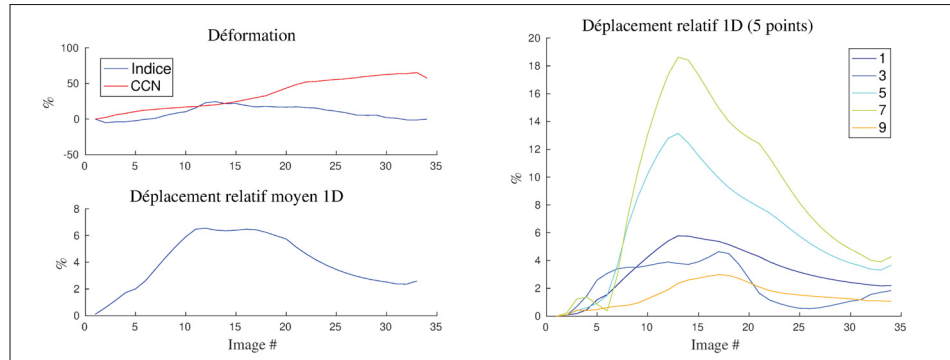 Déformation
100
50
0
-50
%
Indice
CCN
0 5 10 15 20 25 30 35
Déplacement relatif moyen 1D
8
6
4
2
0
%
0 5 10 15 20 25 30 35
Image #
Déplacement relatif 1D (5 points)
20
18
16
14
12
10
8
6
4
2
0
%
1
3
5
7
9
0 5 10 15 20 25 30 35
Image #